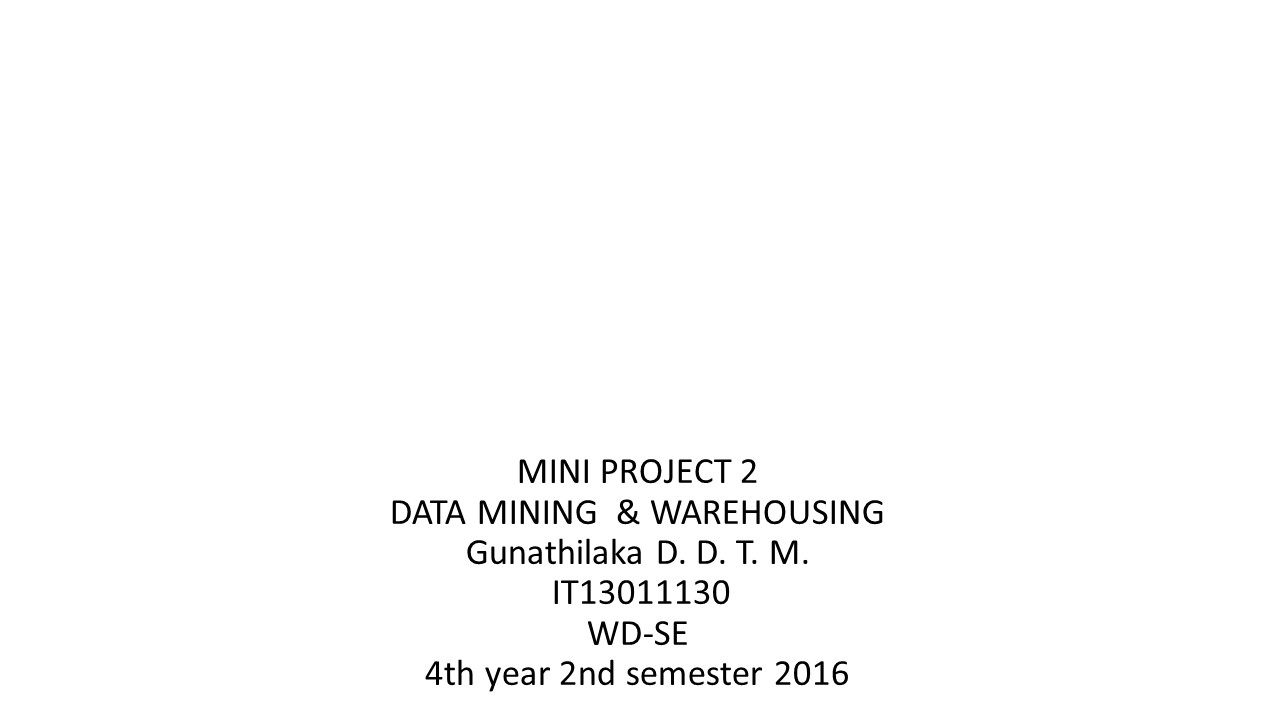 MINI PROJECT 2
DATA MINING  & WAREHOUSING
Gunathilaka D. D. T. M.
IT13011130
WD-SE
4th year 2nd semester 2016